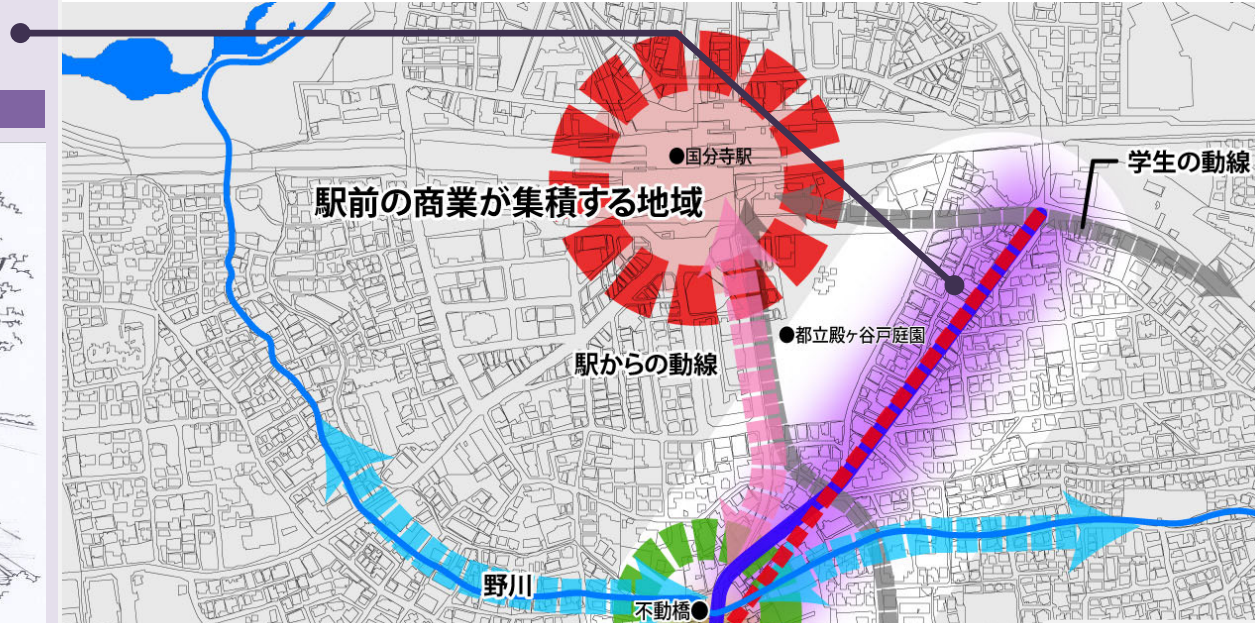 ●国分寺駅
学生の動線
駅前の商業が集積する地域
●都立殿ヶ谷戸庭園
駅からの動線
野川
不動橋●